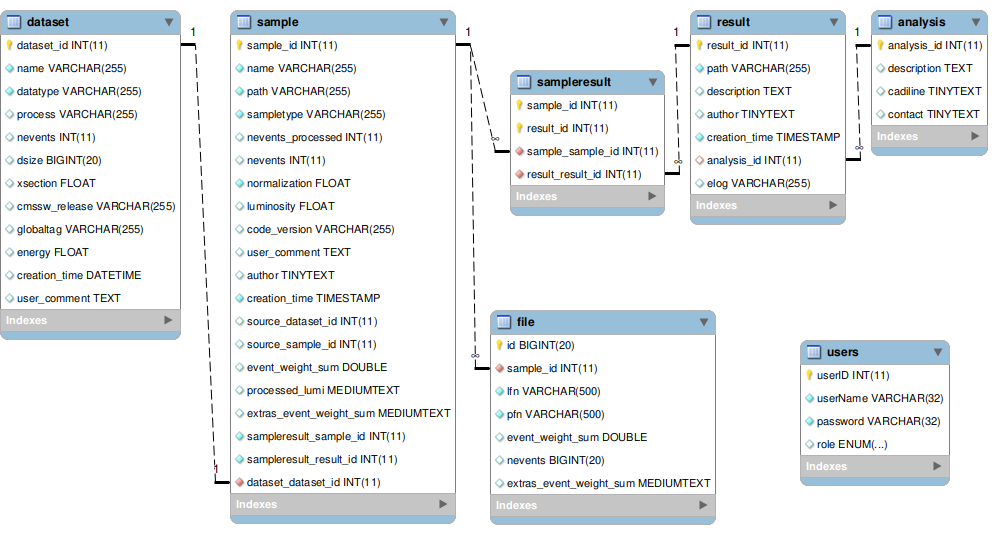 dataset
dataset_id INT(11)
name VARCHAR(255)
datatype VARCHAR(255)
process VARCHAR(255)
nevents INT(11)
dsize BIGINT(20)
xsection FLOAT
cmssw_release VARCHAR(255)
globaltag VARCHAR(255)
energy FLOAT
creation_time DATETIME
user_comment TEXT
Indexes
1
1
sample
sample_id INT(11)
name VARCHAR(255)
path VARCHAR(255)
sampletype VARCHAR(255)
nevents_processed INT(11)
nevents INT(11)
normalization FLOAT
luminosity FLOAT
code_version VARCHAR(255)
user_comment TEXT
author TINYTEXT
creation_time TIMESTAMP
source_dataset_id INT(11)
source_sample_id INT(11)
event_weight_sum DOUBLE
processed_lumi MEDIUMTEXT
extras_event_weight_sum MEDIUMTEXT
sampleresult_sample_id INT(11)
sampleresult_result_id INT(11)
dataset_dataset_id INT(11)
Indexes
1
∞
∞
sampleresult
sample_id INT(11)
result_id INT(11)
sample_sample_id INT(11)
result_result_id INT(11)
Indexes
1
∞
result
result_id INT(11)
path VARCHAR(255)
description TEXT
author TINYTEXT
creation_time TIMESTAMP
analysis_id INT(11)
elog VARCHAR(255)
Indexes
1
∞
analysis
analysis_id INT(11)
description TEXT
cadiline TINYTEXT
contact TINYTEXT
Indexes
file
id BIGINT(20)
sample_id INT(11)
lfn VARCHAR(500)
pfn VARCHAR(500)
event_weight_sum DOUBLE
nevents BIGINT(20)
extras_event_weight_sum MEDIUMTEXT
Indexes
users
userID INT(11)
userName VARCHAR(32)
password VARCHAR(32)
role ENUM(...)
Indexes